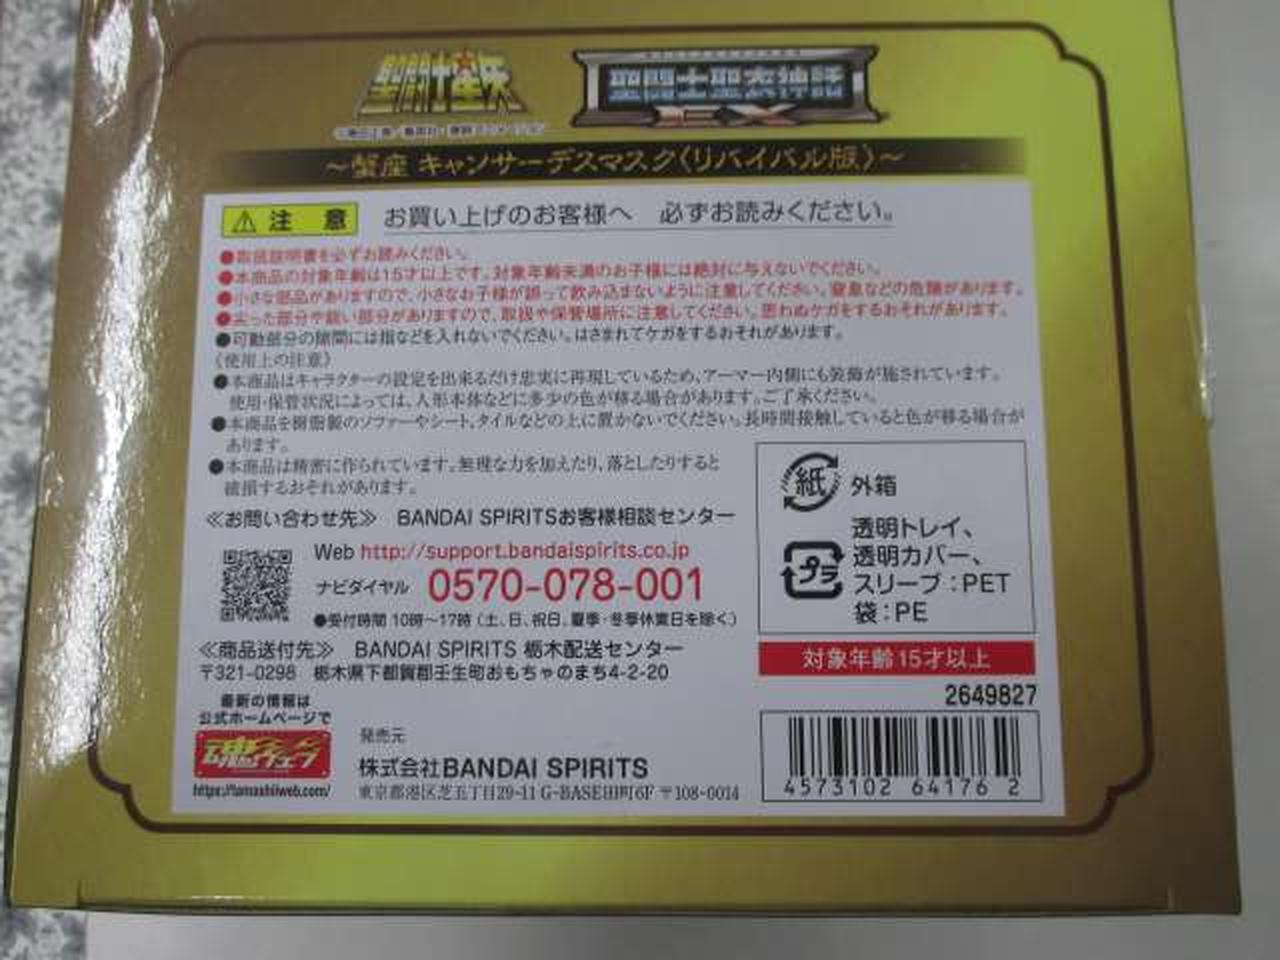 聖闘士星矢
聖闘士聖衣神話
EX
～蟹座 キャンサーデスマスク〈リバイバル版〉～
⚠注 意 お買い上げのお客様へ 必ずお読みください。
●取扱説明書を必ずお読みください。
●本商品の対象年齢は15才以上です。対象年齢未満のお子様には絶対に与えないでください。
●小さな部品がありますので、小さなお子様が誤って飲み込まないように注意してください。窒息などの危険があります。
●尖った部分や鋭い部分がありますので、取扱や保管場所に注意してください。思わぬケガをするおそれがあります。
●可動部分の隙間には指などを入れないでください。はさまれてケガをするおそれがあります。
《使用上の注意》
●本商品はキャラクターの設定を出来るだけ忠実に再現しているため、アーマー内側にも装飾が施されています。
使用・保管状況によっては、人形本体などに多少の色が移る場合があります。ご了承ください。
●本商品を樹脂製のソファーやシート、タイルなどの上に置かないでください。長時間接触していると色が移る場合が
あります。
●本商品は精密に作られています。無理な力を加えたり、落としたりすると
破損するおそれがあります。
≪お問い合わせ先≫ BANDAI SPIRITSお客様相談センター
Web http://support.bandaispirits.co.jp
ナビダイヤル 0570-078-001
●受付時間 10時～17時（土、日、祝日、夏季・冬季休業日を除く）
≪商品送付先≫ BANDAI SPIRITS 栃木配送センター
〒321-0298 栃木県下都賀郡壬生町おもちゃのまち4-2-20
最新の情報は
公式ホームページで
魂ウェブ
https://tamashiiweb.com/
発売元
株式会社BANDAI SPIRITS
東京都港区芝五丁目29-11 G-BASE田町6F 〒108-0014
紙 外箱
プラ
透明トレイ、
透明カバー、
スリーブ：PET
袋：PE
対象年齢15才以上
2649827
4573102 64176 2